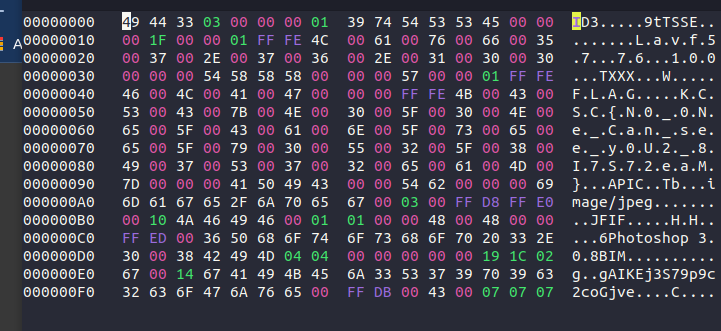 00000000 49 44 33 03 00 00 00 01 39 74 54 53 53 45 00 00 ID3.....9tTSSE..
00000010 00 1F 00 00 01 FF FE 4C 00 61 00 76 00 66 00 35 .......L.a.v.f.5
00000020 00 37 00 2E 00 37 00 36 00 2E 00 31 00 30 00 30 .7...7.6...1.0.0
00000030 00 00 00 54 58 58 58 00 00 00 57 00 00 01 FF FE ...TXXX...W.....
00000040 46 00 4C 00 41 00 47 00 00 00 FF FE 4B 00 43 00 F.L.A.G.....K.C.
00000050 53 00 43 00 7B 00 4E 00 30 00 5F 00 30 00 4E 00 S.C.{.N.0._.0.N.
00000060 65 00 5F 00 43 00 61 00 6E 00 5F 00 73 00 65 00 e._.C.a.n._.s.e.
00000070 65 00 5F 00 79 00 30 00 55 00 32 00 5F 00 38 00 e._.y.0.U.2._.8.
00000080 49 00 37 00 53 00 37 00 32 00 65 00 61 00 4D 00 I.7.S.7.2.e.a.M.
00000090 7D 00 00 00 41 50 49 43 00 00 54 62 00 00 00 69 }...APIC..Tb...i
000000A0 6D 61 67 65 2F 6A 70 65 67 00 03 00 FF D8 FF E0 mage/jpeg.......
000000B0 00 10 4A 46 49 46 00 01 01 00 00 48 00 48 00 00 ..JFIF.....H.H..
000000C0 FF ED 00 36 50 68 6F 74 6F 73 68 6F 70 20 33 2E ...6Photoshop 3.
000000D0 30 00 38 42 49 4D 04 04 00 00 00 00 00 19 1C 02 0.8BIM..........
000000E0 67 00 14 67 41 49 4B 45 6A 33 53 37 39 70 39 63 g..gAIKEj3S79p9c
000000F0 32 63 6F 47 6A 76 65 00 FF DB 00 43 00 07 07 07 2coGjve....C....
A